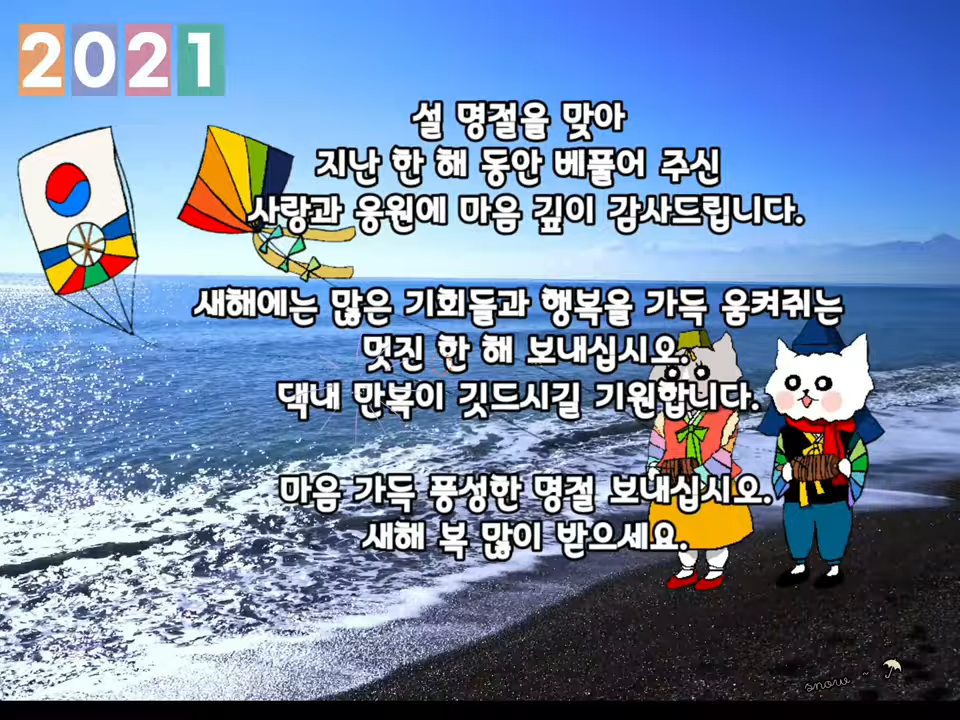 2021
설 명절을 맞아
지난 한 해 동안 베풀어 주신
사랑과 응원에 마음 깊이 감사드립니다.
새해에는 많은 기회들과 행복을 가득 움켜쥐는
멋진 한 해 보내십시오.
댁내 만복이 깃드시길 기원합니다.
마음 가득 풍성한 명절 보내십시오.
새해 복 많이 받으세요.
snow ~